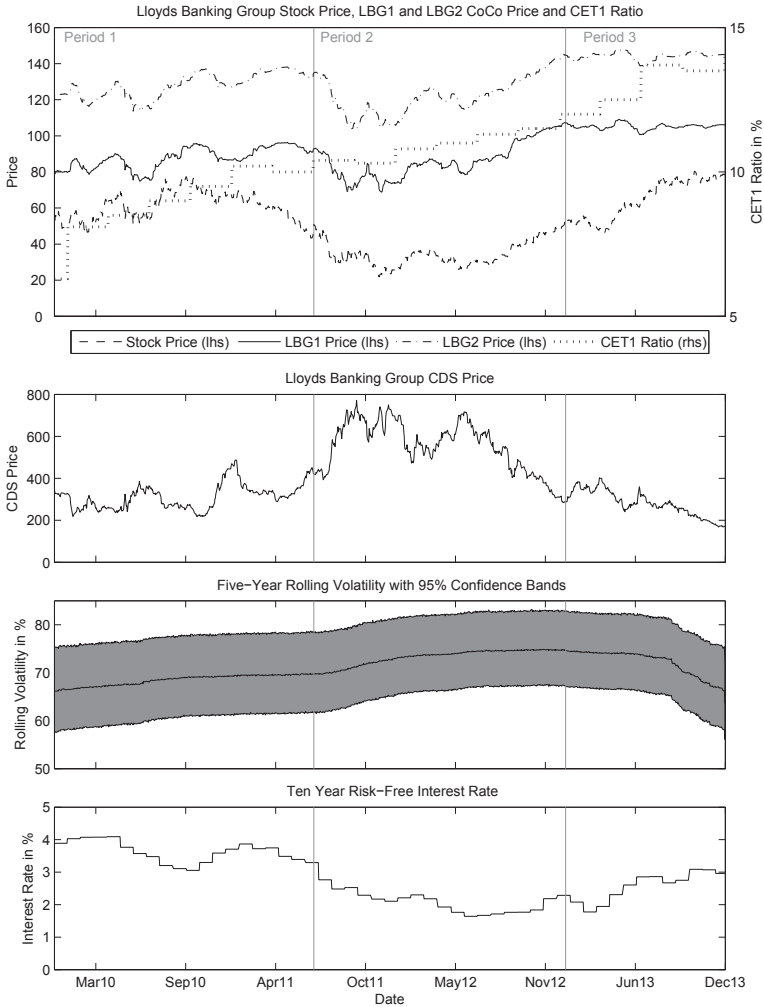 Lloyds Banking Group Stock Price, LBG1 and LBG2 CoCo Price and CET1 Ratio
Period 1
Period 2
Period 3
160
140
120
100
80
60
40
20
0
Price
15
10
5
CET1 Ratio in %
Stock Price (lhs)
LBG1 Price (lhs)
LBG2 Price (lhs)
CET1 Ratio (rhs)
Lloyds Banking Group CDS Price
800
600
400
200
0
CDS Price
Five−Year Rolling Volatility with 95% Confidence Bands
80
70
60
50
Rolling Volatility in %
Ten Year Risk−Free Interest Rate
5
4
3
2
1
0
Interest Rate in %
Mar10
Sep10
Apr11
Oct11
May12
Nov12
Jun13
Dec13
Date